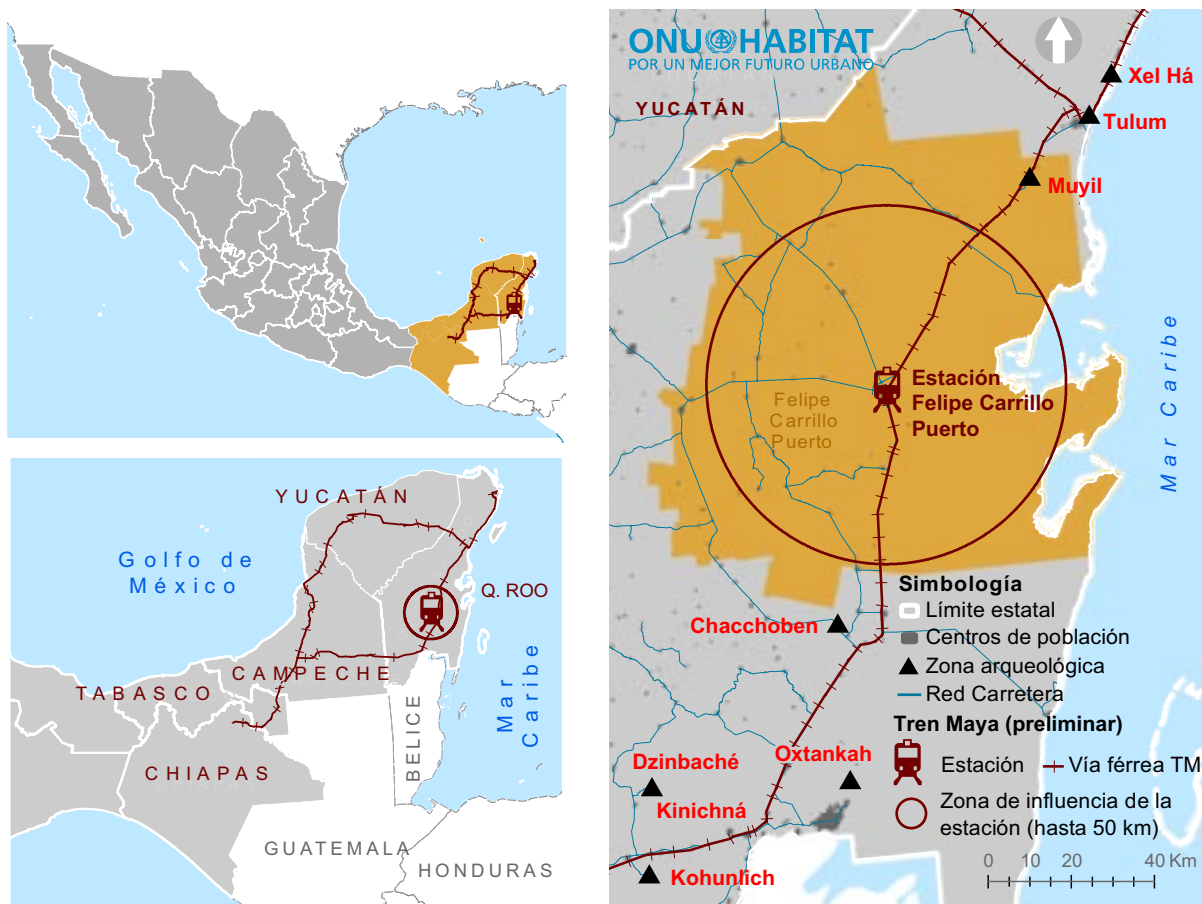 YUCATÁN
Golfo de
México
Q. ROO
CAMPECHE
TABASCO
Mar
Caribe
BELICE
CHIAPAS
GUATEMALA
HONDURAS
ONU HABITAT
POR UN MEJOR FUTURO URBANO
YUCATÁN
Xel Há
Tulum
Muyil
Mar Caribe
Estación
Felipe Carrillo
Puerto
Felipe
Carrillo
Puerto
Chacchoben
Dzinbaché
Kinichná
Oxtankah
Kohunlich
Simbología
Límite estatal
Centros de población
Zona arqueológica
Red Carretera
Tren Maya (preliminar)
Estación
Vía férrea TM
Zona de influencia de la
estación (hasta 50 km)
0 10 20 40 Km